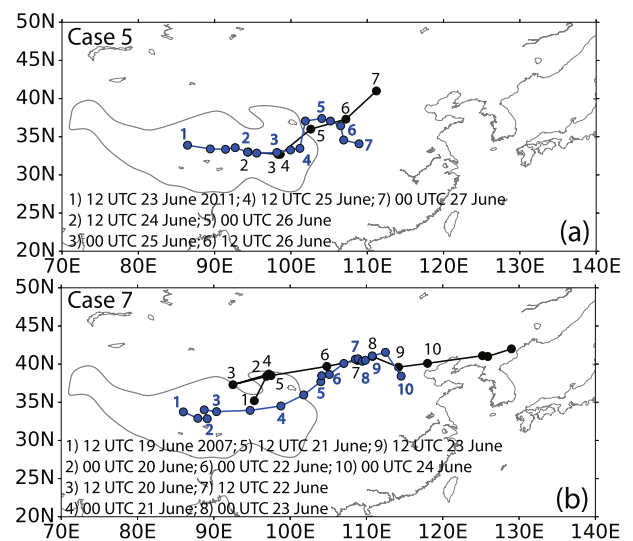 50N
Case 5
45N
40N
35N
30N
25N
20N
1
2
3
4
5
6
7
2
3
4
5
6
7
1) 12 UTC 23 June 2011; 4) 12 UTC 25 June; 7) 00 UTC 27 June
2) 12 UTC 24 June; 5) 00 UTC 26 June
3) 00 UTC 25 June; 6) 12 UTC 26 June
(a)
70E 80E 90E 100E 110E 120E 130E 140E
50N
Case 7
45N
40N
35N
30N
25N
20N
1
2
3
4
5
6
7
8
9
10
1
2
3
4
5
6
7
8
9
10
1) 12 UTC 19 June 2007; 5) 12 UTC 21 June; 9) 12 UTC 23 June
2) 00 UTC 20 June; 6) 00 UTC 22 June; 10) 00 UTC 24 June
3) 12 UTC 20 June; 7) 12 UTC 22 June
4) 00 UTC 21 June; 8) 00 UTC 23 June
(b)
70E 80E 90E 100E 110E 120E 130E 140E